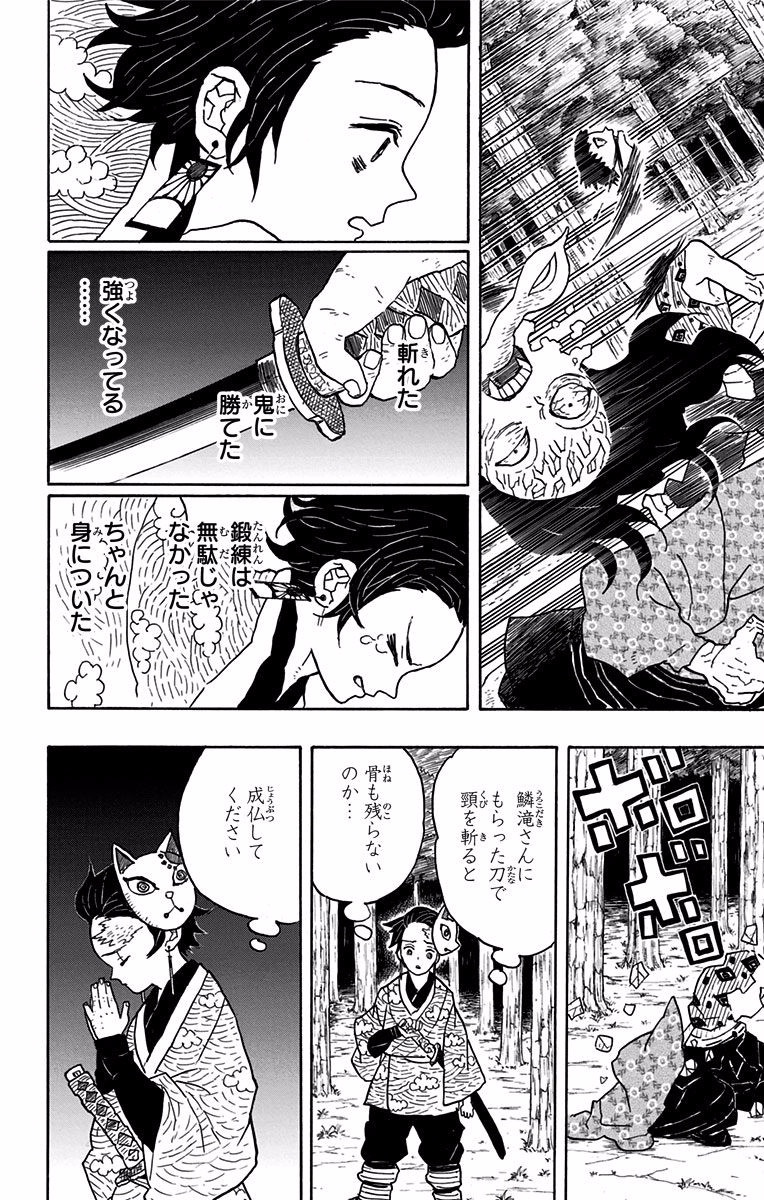 斬れた
鬼に
勝てた
強くなってる
……
鍛練は
無駄じゃ
なかった
ちゃんと
身についた
ボロ
ボロ
鱗滝さんに
もらった刀で
頸を斬ると
骨も残らない
のか…
成仏して
ください